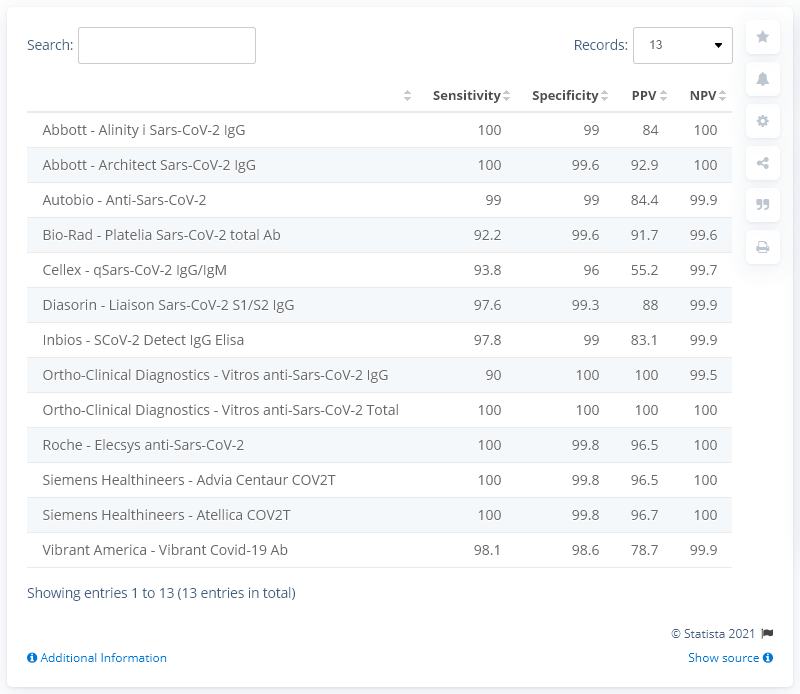 Search:
Records: 13
Sensitivity Specificity PPV NPV
Abbott - Alinity i Sars-CoV-2 IgG 100 99 84 100
Abbott - Architect Sars-CoV-2 IgG 100 99.6 92.9 100
Autobio - Anti-Sars-CoV-2 99 99 84.4 99.9
Bio-Rad - Platelia Sars-CoV-2 total Ab 92.2 99.6 91.7 99.6
Cellex - qSars-CoV-2 IgG/IgM 93.8 96 55.2 99.7
Diasorin - Liaison Sars-CoV-2 S1/S2 IgG 97.6 99.3 88 99.9
Inbios - SCoV-2 Detect IgG Elisa 97.8 99 83.1 99.9
Ortho-Clinical Diagnostics - Vitros anti-Sars-CoV-2 IgG 90 100 100 99.5
Ortho-Clinical Diagnostics - Vitros anti-Sars-CoV-2 Total 100 100 100 100
Roche - Elecsys anti-Sars-CoV-2 100 99.8 96.5 100
Siemens Healthineers - Advia Centaur COV2T 100 99.8 96.5 100
Siemens Healthineers - Atellica COV2T 100 99.8 96.7 100
Vibrant America - Vibrant Covid-19 Ab 98.1 98.6 78.7 99.9
Showing entries 1 to 13 (13 entries in total)
© Statista 2021
Additional Information
Show source